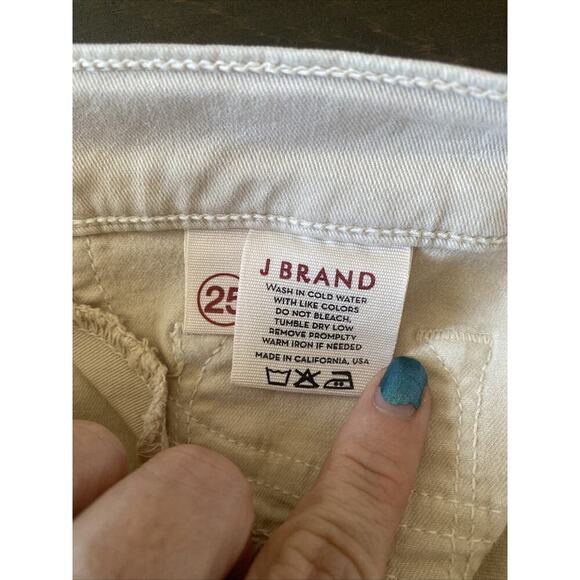 25
J BRAND
WASH IN COLD WATER
WITH LIKE COLORS
DO NOT BLEACH,
TUMBLE DRY LOW
REMOVE PROMPLTY
WARM IRON IF NEEDED
MADE IN CALIFORNIA, USA